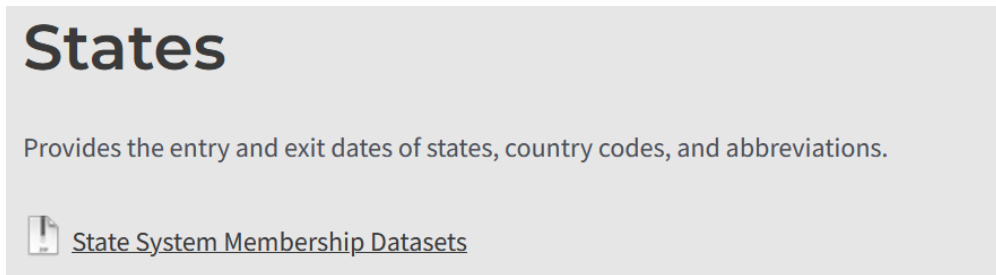 States
Provides the entry and exit dates of states, country codes, and abbreviations.
State System Membership Datasets